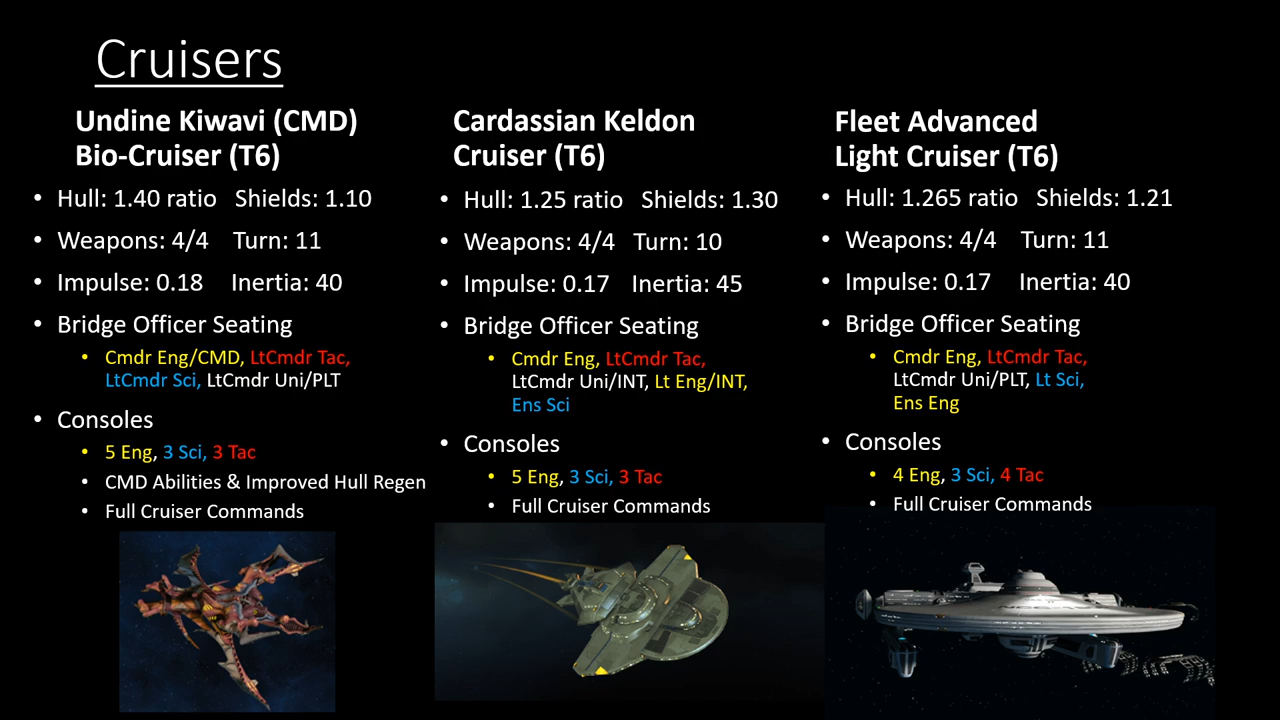 Cruisers
Undine Kiwavi (CMD)
Bio-Cruiser (T6)
• Hull: 1.40 ratio Shields: 1.10
• Weapons: 4/4 Turn: 11
• Impulse: 0.18 Inertia: 40
• Bridge Officer Seating
• Cmdr Eng/CMD, LtCmdr Tac,
LtCmdr Sci, LtCmdr Uni/PLT
• Consoles
• 5 Eng, 3 Sci, 3 Tac
• CMD Abilities & Improved Hull Regen
• Full Cruiser Commands
Cardassian Keldon
Cruiser (T6)
• Hull: 1.25 ratio Shields: 1.30
• Weapons: 4/4 Turn: 10
• Impulse: 0.17 Inertia: 45
• Bridge Officer Seating
• Cmdr Eng, LtCmdr Tac,
LtCmdr Uni/INT, Lt Eng/INT,
Ens Sci
• Consoles
• 5 Eng, 3 Sci, 3 Tac
• Full Cruiser Commands
Fleet Advanced
Light Cruiser (T6)
• Hull: 1.265 ratio Shields: 1.21
• Weapons: 4/4 Turn: 11
• Impulse: 0.17 Inertia: 40
• Bridge Officer Seating
• Cmdr Eng, LtCmdr Tac,
LtCmdr Uni/PLT, Lt Sci,
Ens Eng
• Consoles
• 4 Eng, 3 Sci, 4 Tac
• Full Cruiser Commands